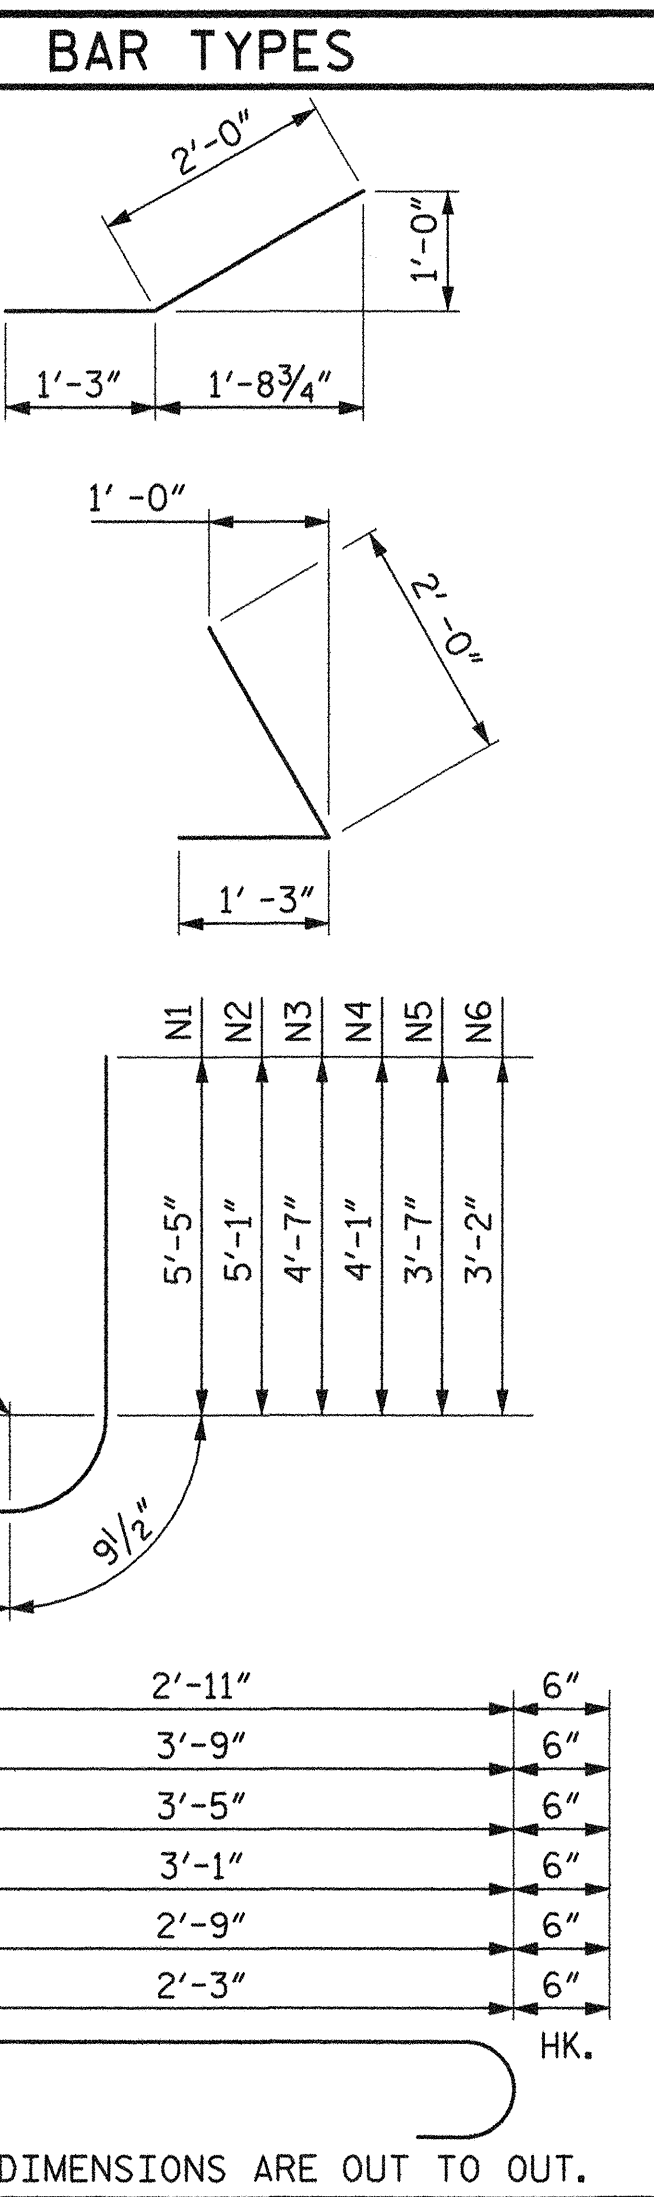 BAR TYPES
2'-0"
1'-0"
1'-3"
1'-8¾"
1' -0"
2' -0"
1' -3"
N1 N2 N3 N4 N5 N6
5'-5" 5'-1" 4'-7" 4'-1" 3'-7" 3'-2"
9½"
2'-11" 6"
3'-9" 6"
3'-5" 6"
3'-1" 6"
2'-9" 6"
2'-3" 6"
HK.
DIMENSIONS ARE OUT TO OUT.